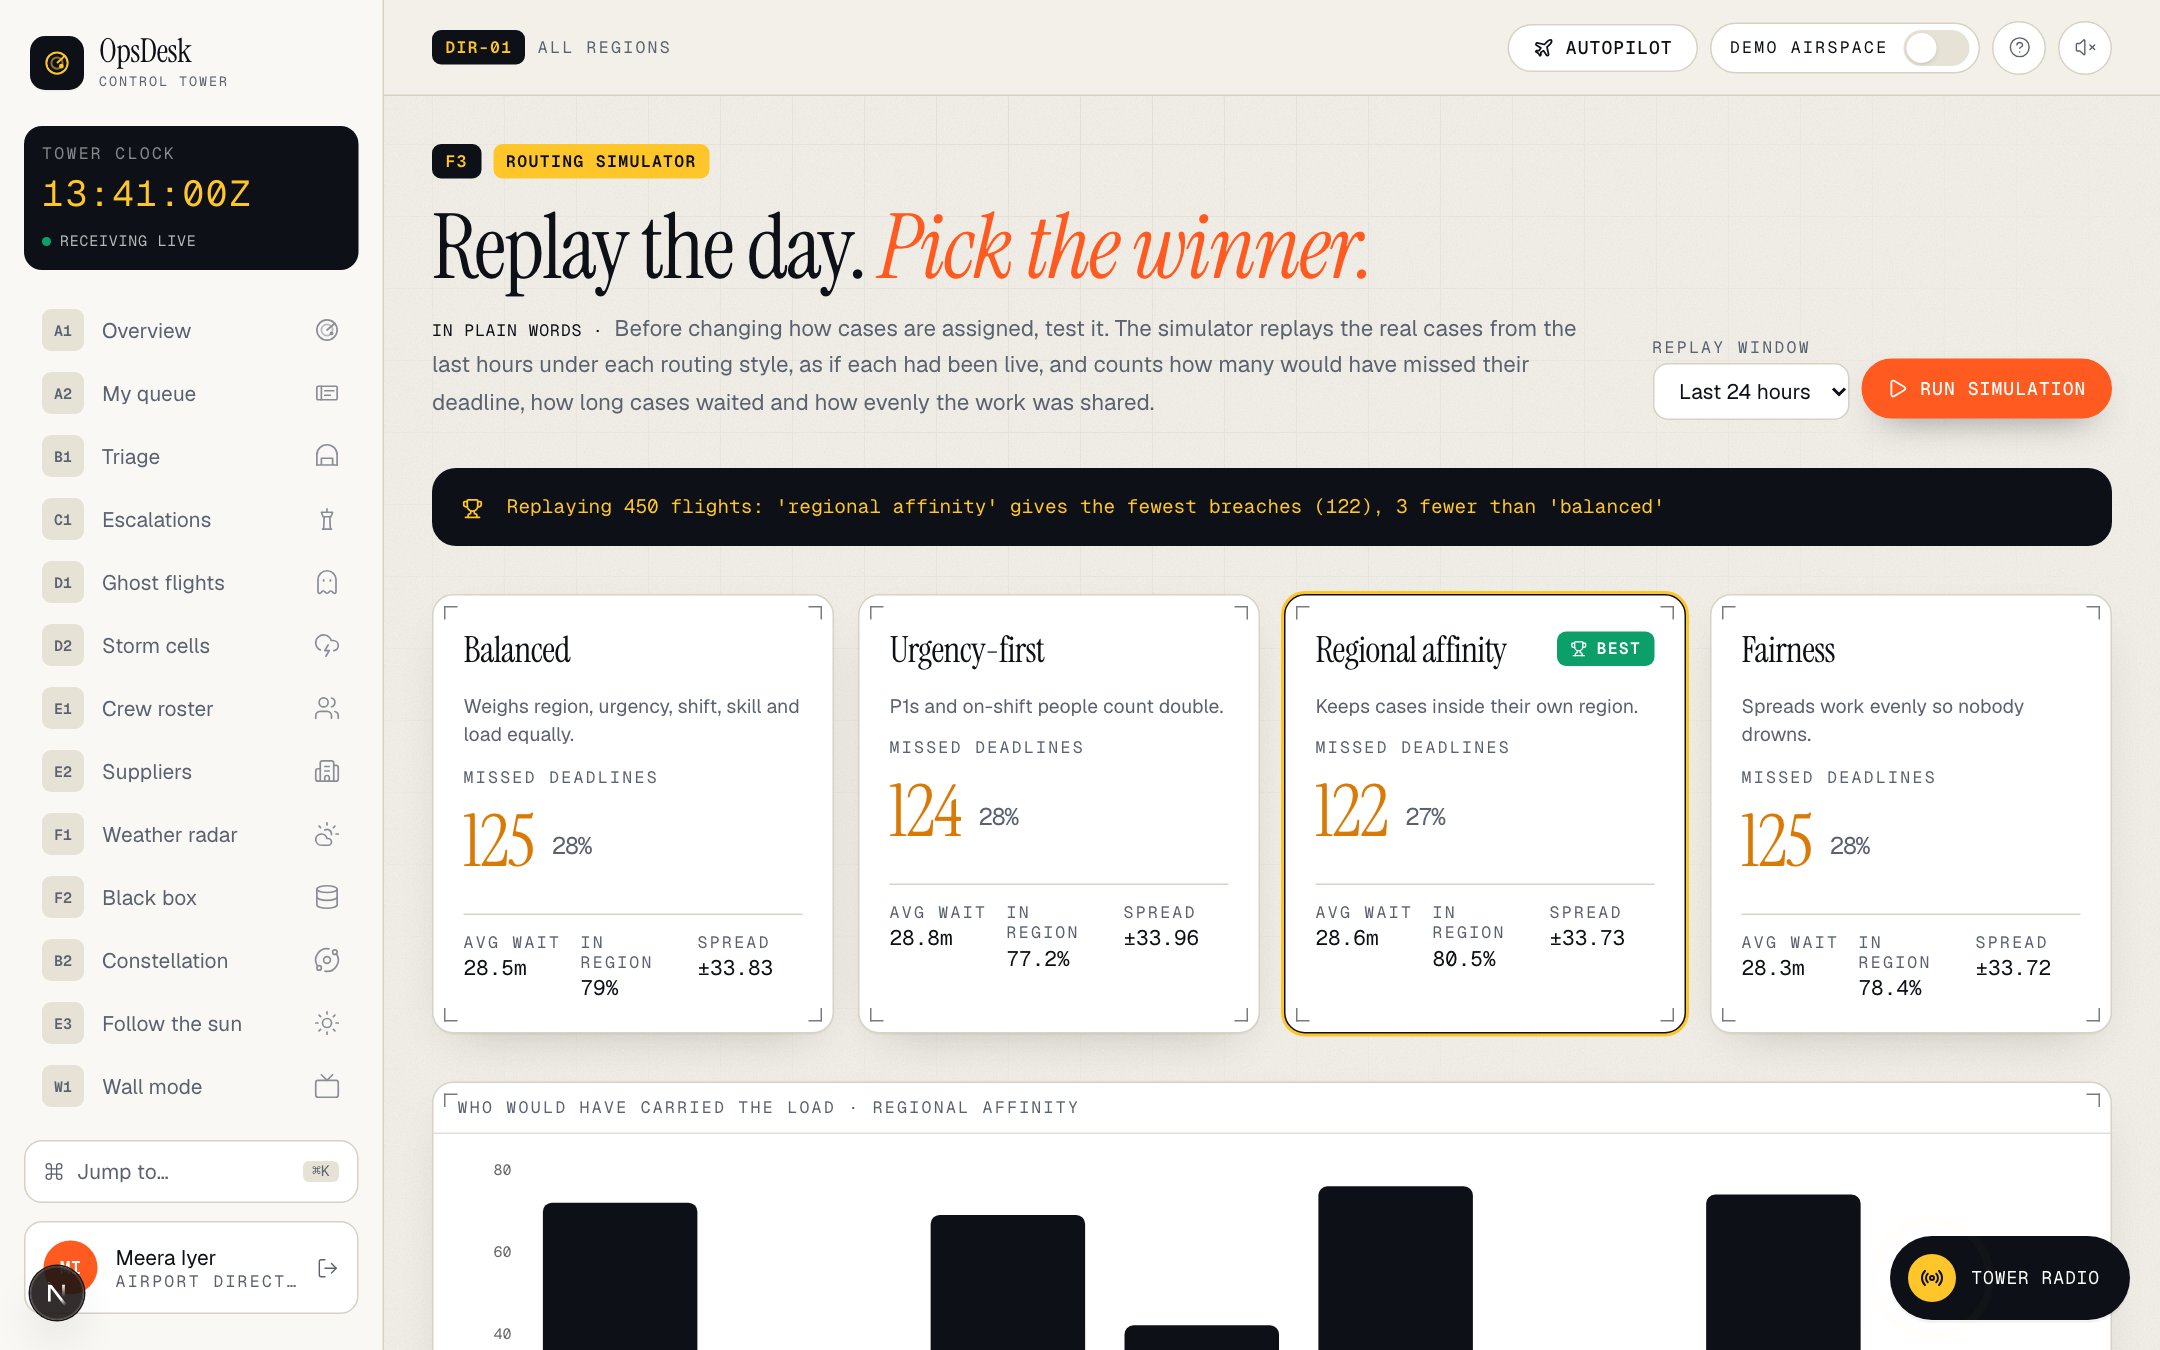 OpsDesk
CONTROL TOWER
TOWER CLOCK
13:41:00Z
RECEIVING LIVE
A1 Overview
A2 My queue
B1 Triage
C1 Escalations
D1 Ghost flights
D2 Storm cells
E1 Crew roster
E2 Suppliers
F1 Weather radar
F2 Black box
B2 Constellation
E3 Follow the sun
W1 Wall mode
⌘ Jump to… ⌘K
Meera Iyer
AIRPORT DIRECT…
N
DIR-01 ALL REGIONS
AUTOPILOT
DEMO AIRSPACE
F3 ROUTING SIMULATOR
Replay the day. Pick the winner.
IN PLAIN WORDS · Before changing how cases are assigned, test it. The simulator replays the real cases from the
last hours under each routing style, as if each had been live, and counts how many would have missed their
deadline, how long cases waited and how evenly the work was shared.
REPLAY WINDOW
Last 24 hours
RUN SIMULATION
Replaying 450 flights: 'regional affinity' gives the fewest breaches (122), 3 fewer than 'balanced'
Balanced
Weighs region, urgency, shift, skill and
load equally.
MISSED DEADLINES
125 28%
AVG WAIT
28.5m
IN
REGION
79%
SPREAD
±33.83
Urgency-first
P1s and on-shift people count double.
MISSED DEADLINES
124 28%
AVG WAIT
28.8m
IN
REGION
77.2%
SPREAD
±33.96
Regional affinity
BEST
Keeps cases inside their own region.
MISSED DEADLINES
122 27%
AVG WAIT
28.6m
IN
REGION
80.5%
SPREAD
±33.73
Fairness
Spreads work evenly so nobody
drowns.
MISSED DEADLINES
125 28%
AVG WAIT
28.3m
IN
REGION
78.4%
SPREAD
±33.72
WHO WOULD HAVE CARRIED THE LOAD · REGIONAL AFFINITY
80
60
40
TOWER RADIO